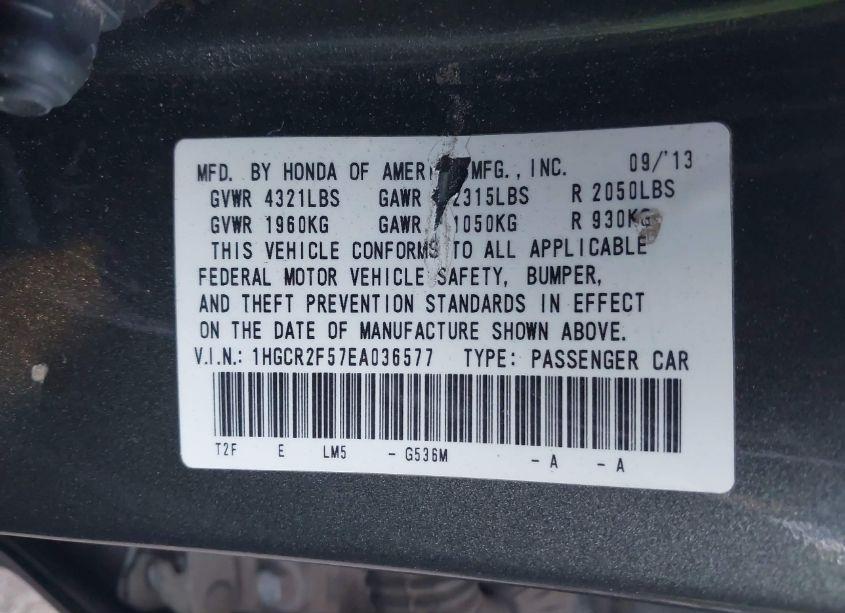 MFD. BY HONDA OF AMERI MFG., INC. 09/'13
GVWR 4321LBS GAWR 2315LBS R 2050LBS
GVWR 1960KG GAWR 1050KG R 930KG
THIS VEHICLE CONFORMS TO ALL APPLICABLE
FEDERAL MOTOR VEHICLE SAFETY, BUMPER,
AND THEFT PREVENTION STANDARDS IN EFFECT
ON THE DATE OF MANUFACTURE SHOWN ABOVE.
V.I.N.: 1HGCR2F57EA036577 TYPE: PASSENGER CAR
T2F E LM5 - G536M - A - A